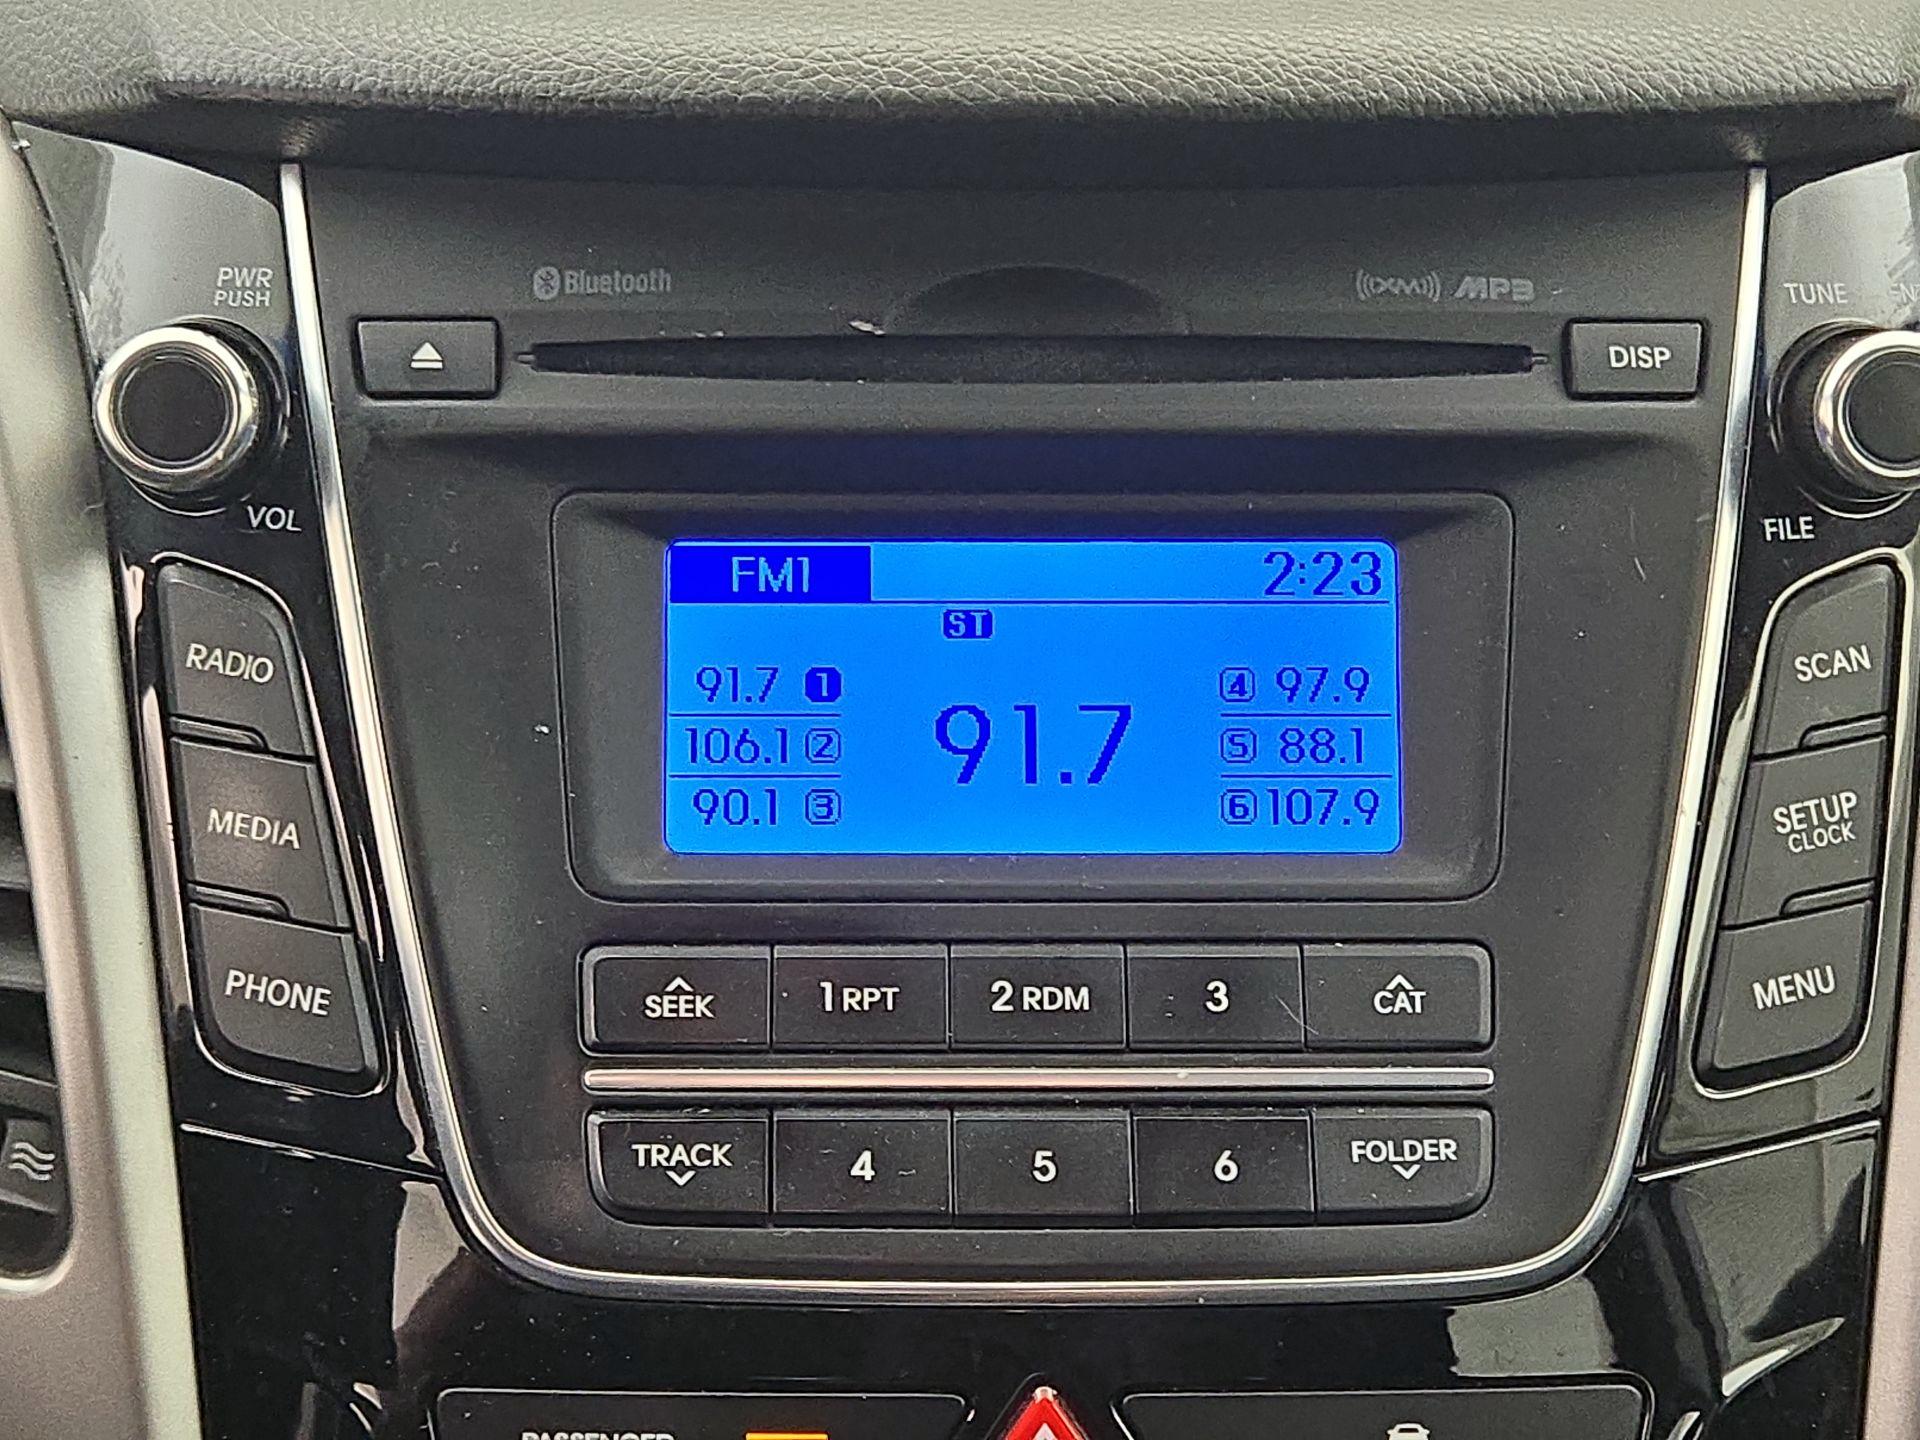 PWR
PUSH
Bluetooth
XM MP3
TUNE
DISP
VOL
FILE
FM1 2:23
ST
91.7 1
106.1 2
90.1 3
91.7
4 97.9
5 88.1
6 107.9
RADIO
MEDIA
PHONE
SCAN
SETUP
CLOCK
MENU
SEEK 1 RPT 2 RDM 3 CAT
TRACK 4 5 6 FOLDER
PASSENGER